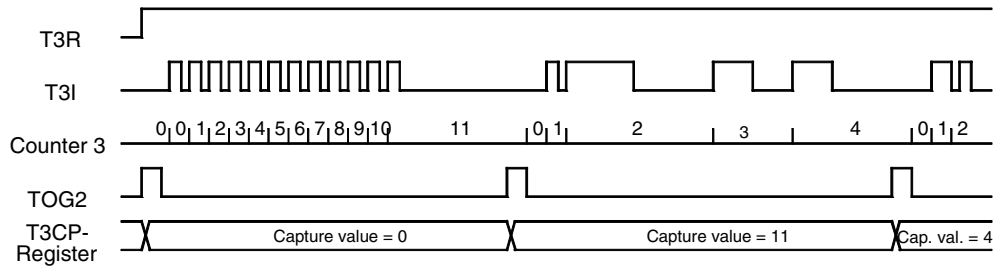 T3R
T3I
Counter 3
0 0 1 2 3 4 5 6 7 8 9 10 11 0 1 2 3 4 0 1 2
TOG2
T3CP-
Register
Capture value = 0
Capture value = 11
Cap. val. = 4